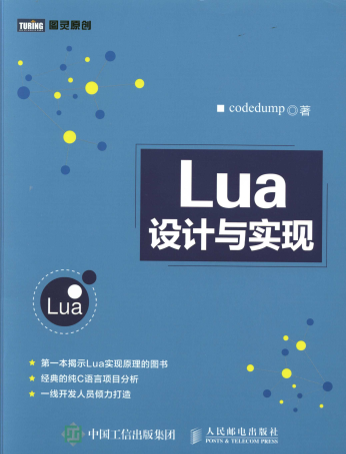 TURING 图灵原创
codedump◎著
Lua
设计与实现
Lua
第一本揭示Lua实现原理的图书
经典的纯C语言项目分析
一线开发人员倾力打造
中国工信出版集团
人民邮电出版社
POSTS & TELECOM PRESS